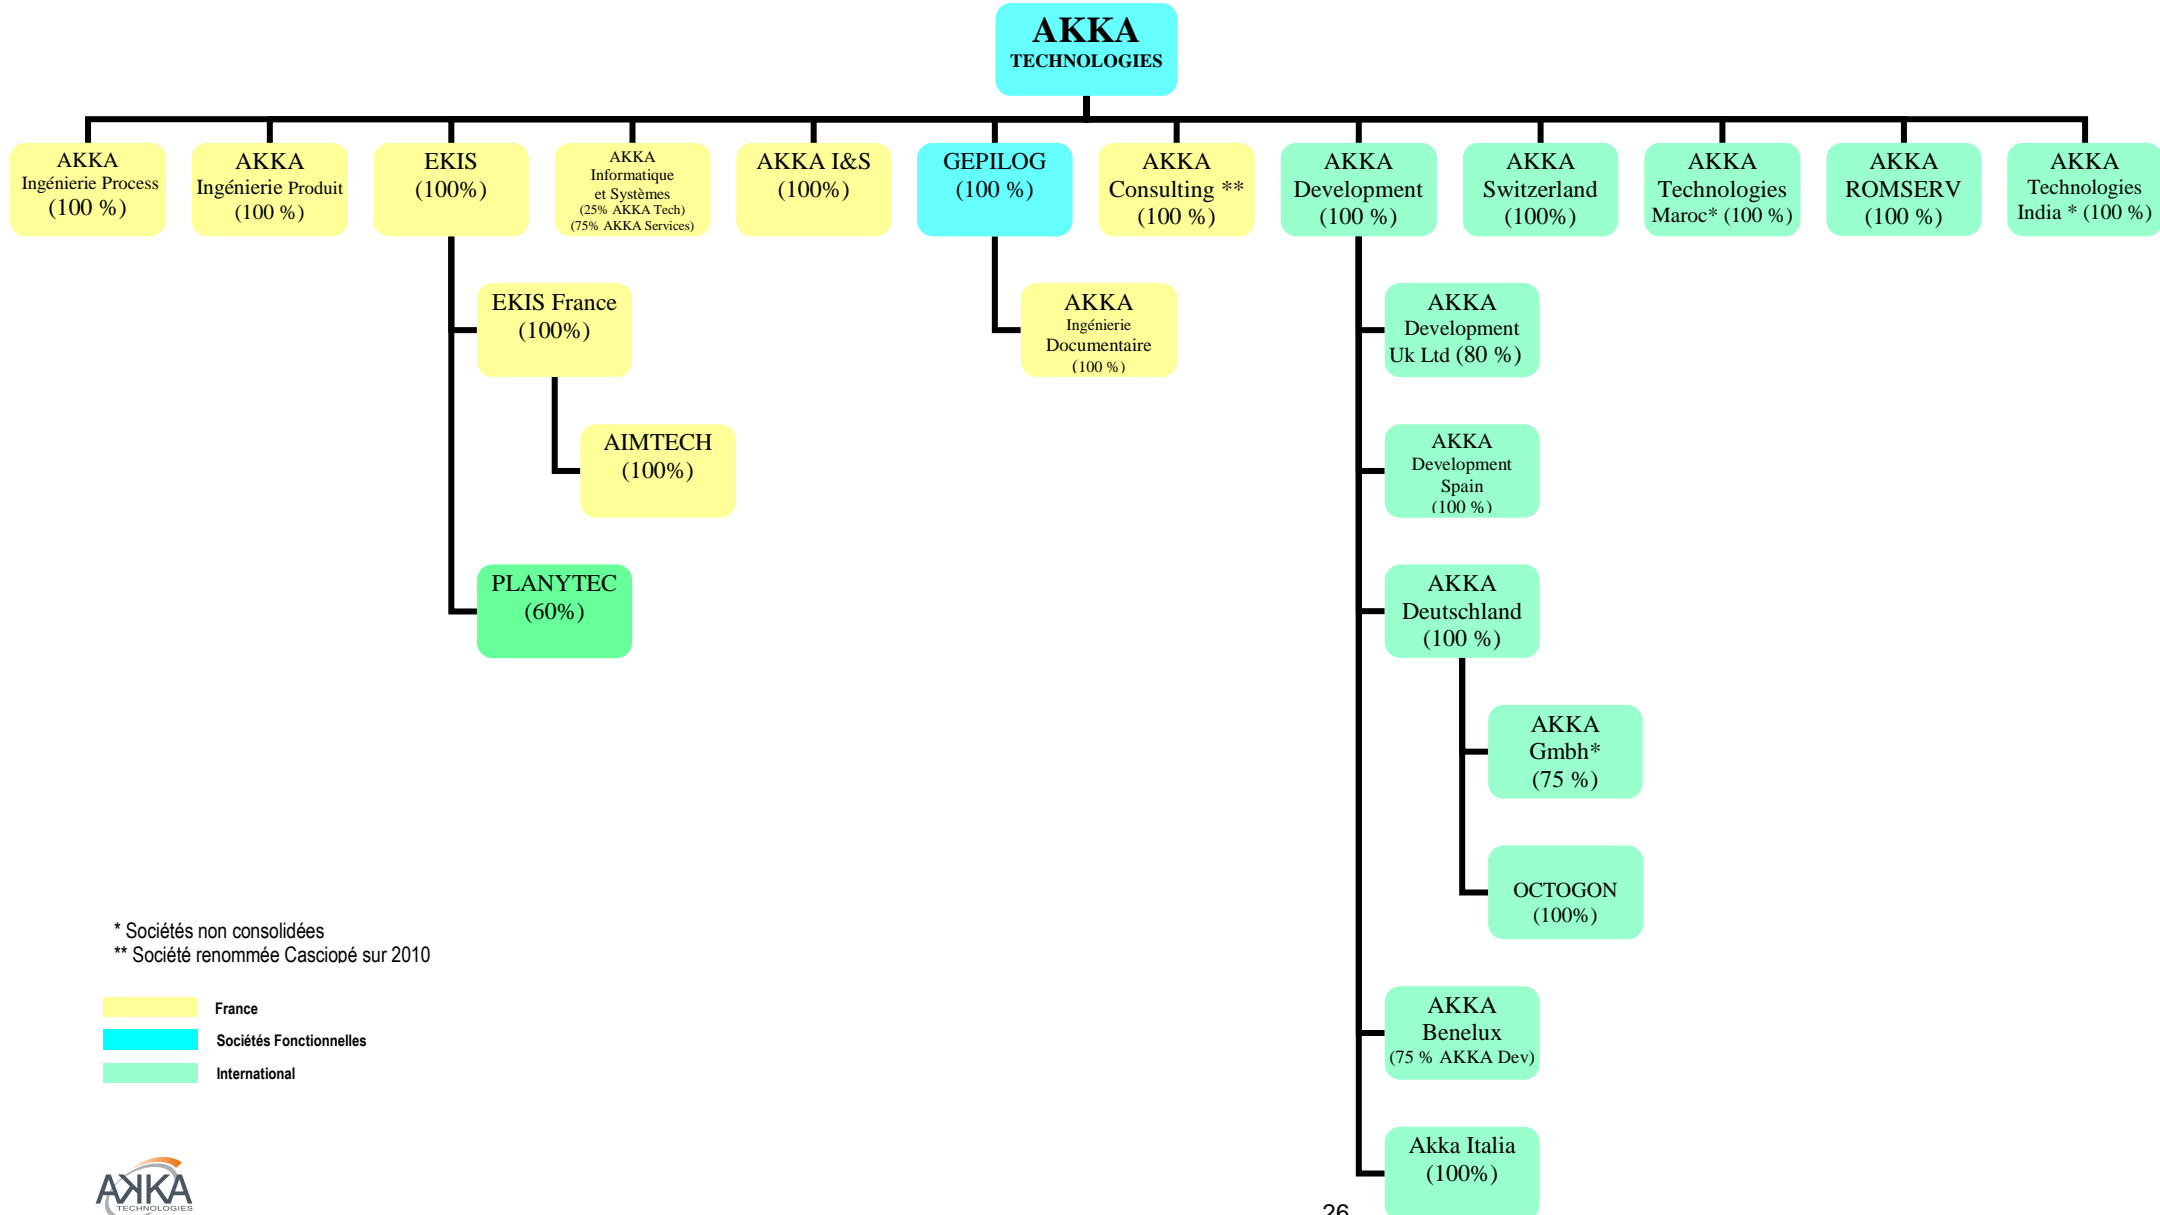 AKKA
TECHNOLOGIES
AKKA
Ingénierie Process
(100 %)
AKKA
Ingénierie Produit
(100 %)
EKIS
(100%)
AKKA
Informatique
et Systèmes
(25% AKKA Tech)
(75% AKKA Services)
AKKA I&S
(100%)
GEPILOG
(100 %)
AKKA
Consulting **
(100 %)
AKKA
Development
(100 %)
AKKA
Switzerland
(100%)
AKKA
Technologies
Maroc* (100 %)
AKKA
ROMSERV
(100 %)
AKKA
Technologies
India * (100 %)
EKIS France
(100%)
AKKA
Ingénierie
Documentaire
(100 %)
AKKA
Development
Uk Ltd (80 %)
AIMTECH
(100%)
AKKA
Development
Spain
(100 %)
PLANYTEC
(60%)
AKKA
Deutschland
(100 %)
AKKA
Gmbh*
(75 %)
OCTOGON
(100%)
* Sociétés non consolidées
** Société renommée Casciopé sur 2010
France
Sociétés Fonctionnelles
International
AKKA
Benelux
(75 % AKKA Dev)
Akka Italia
(100%)
AKKA
TECHNOLOGIES
26